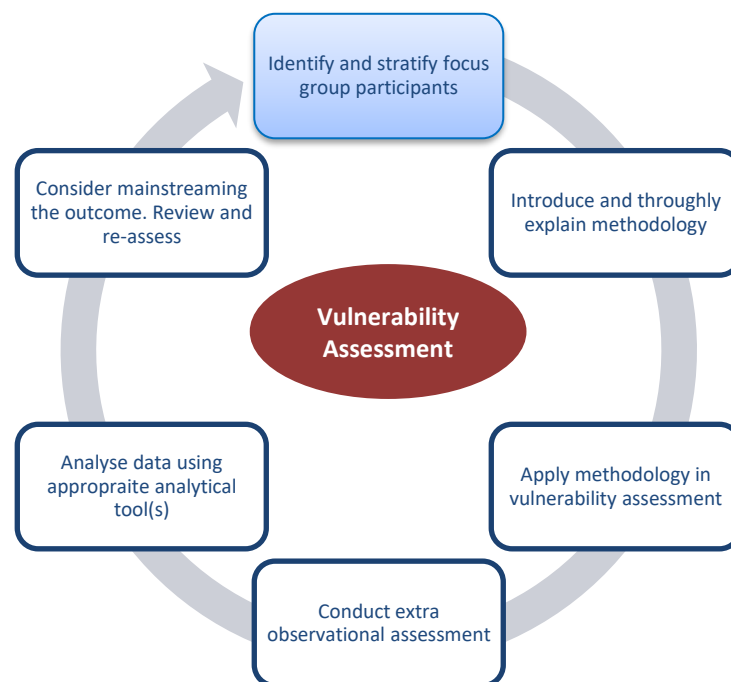 Identify and stratify focus
group participants
Introduce and throughly
explain methodology
Apply methodology in
vulnerability assessment
Conduct extra
observational assessment
Analyse data using
appropraite analytical
tool(s)
Consider mainstreaming
the outcome. Review and
re-assess
Vulnerability
Assessment